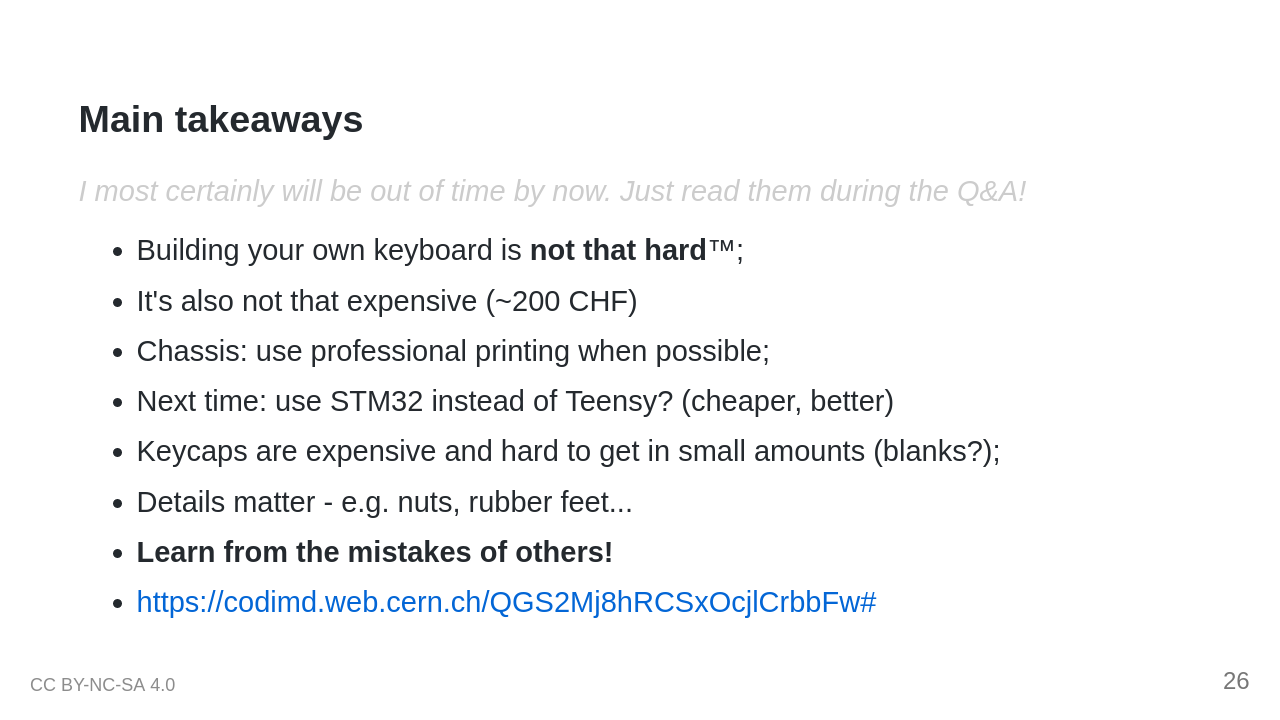 Main takeaways
I most certainly will be out of time by now. Just read them during the Q&A!
• Building your own keyboard is not that hard™;
• It's also not that expensive (~200 CHF)
• Chassis: use professional printing when possible;
• Next time: use STM32 instead of Teensy? (cheaper, better)
• Keycaps are expensive and hard to get in small amounts (blanks?);
• Details matter - e.g. nuts, rubber feet...
• Learn from the mistakes of others!
• https://codimd.web.cern.ch/QGS2Mj8hRCSxOcjlCrbbFw#
CC BY-NC-SA 4.0
26